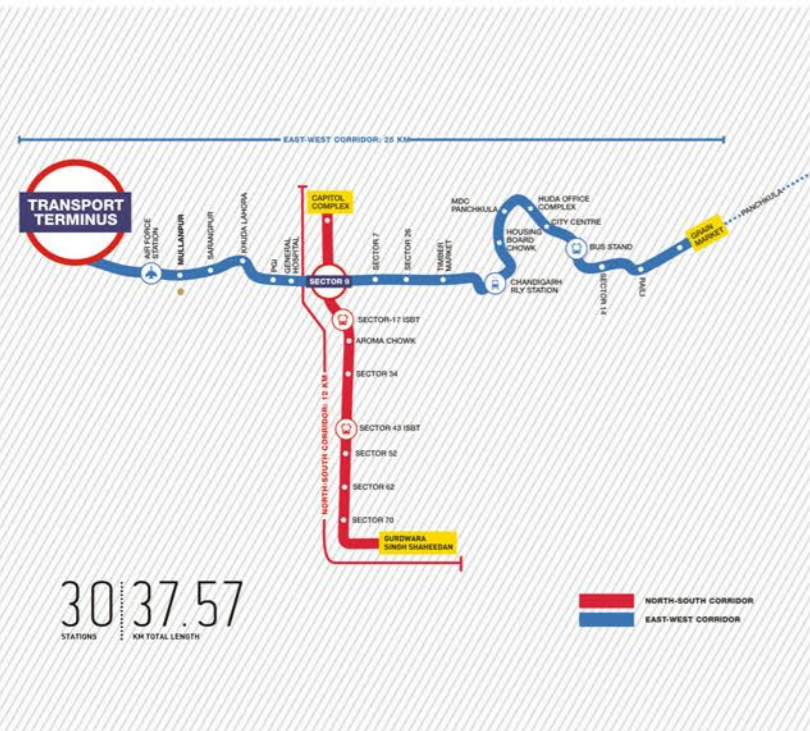 EAST-WEST CORRIDOR: 25 KM
TRANSPORT
TERMINUS
AIR FORCE
STATION
MULLANPUR
SARANGPUR
KHUDA LAHORA
PGI
GENERAL
HOSPITAL
CAPITOL
COMPLEX
SECTOR 9
SECTOR 7
SECTOR 26
TIMBER
MARKET
CHANDIGARH
RLY STATION
HOUSING
BOARD
CHOWK
MDC
PANCHKULA
HUDA OFFICE
COMPLEX
CITY CENTRE
BUS STAND
SECTOR 14
RAILI
GRAIN
MARKET
PANCHKULA
SECTOR-17 ISBT
AROMA CHOWK
SECTOR 34
SECTOR 43 ISBT
SECTOR 52
SECTOR 62
SECTOR 70
GURDWARA
SINGH SHAHEEDAN
NORTH-SOUTH CORRIDOR: 12 KM
30
STATIONS
37.57
KM TOTAL LENGTH
NORTH-SOUTH CORRIDOR
EAST-WEST CORRIDOR